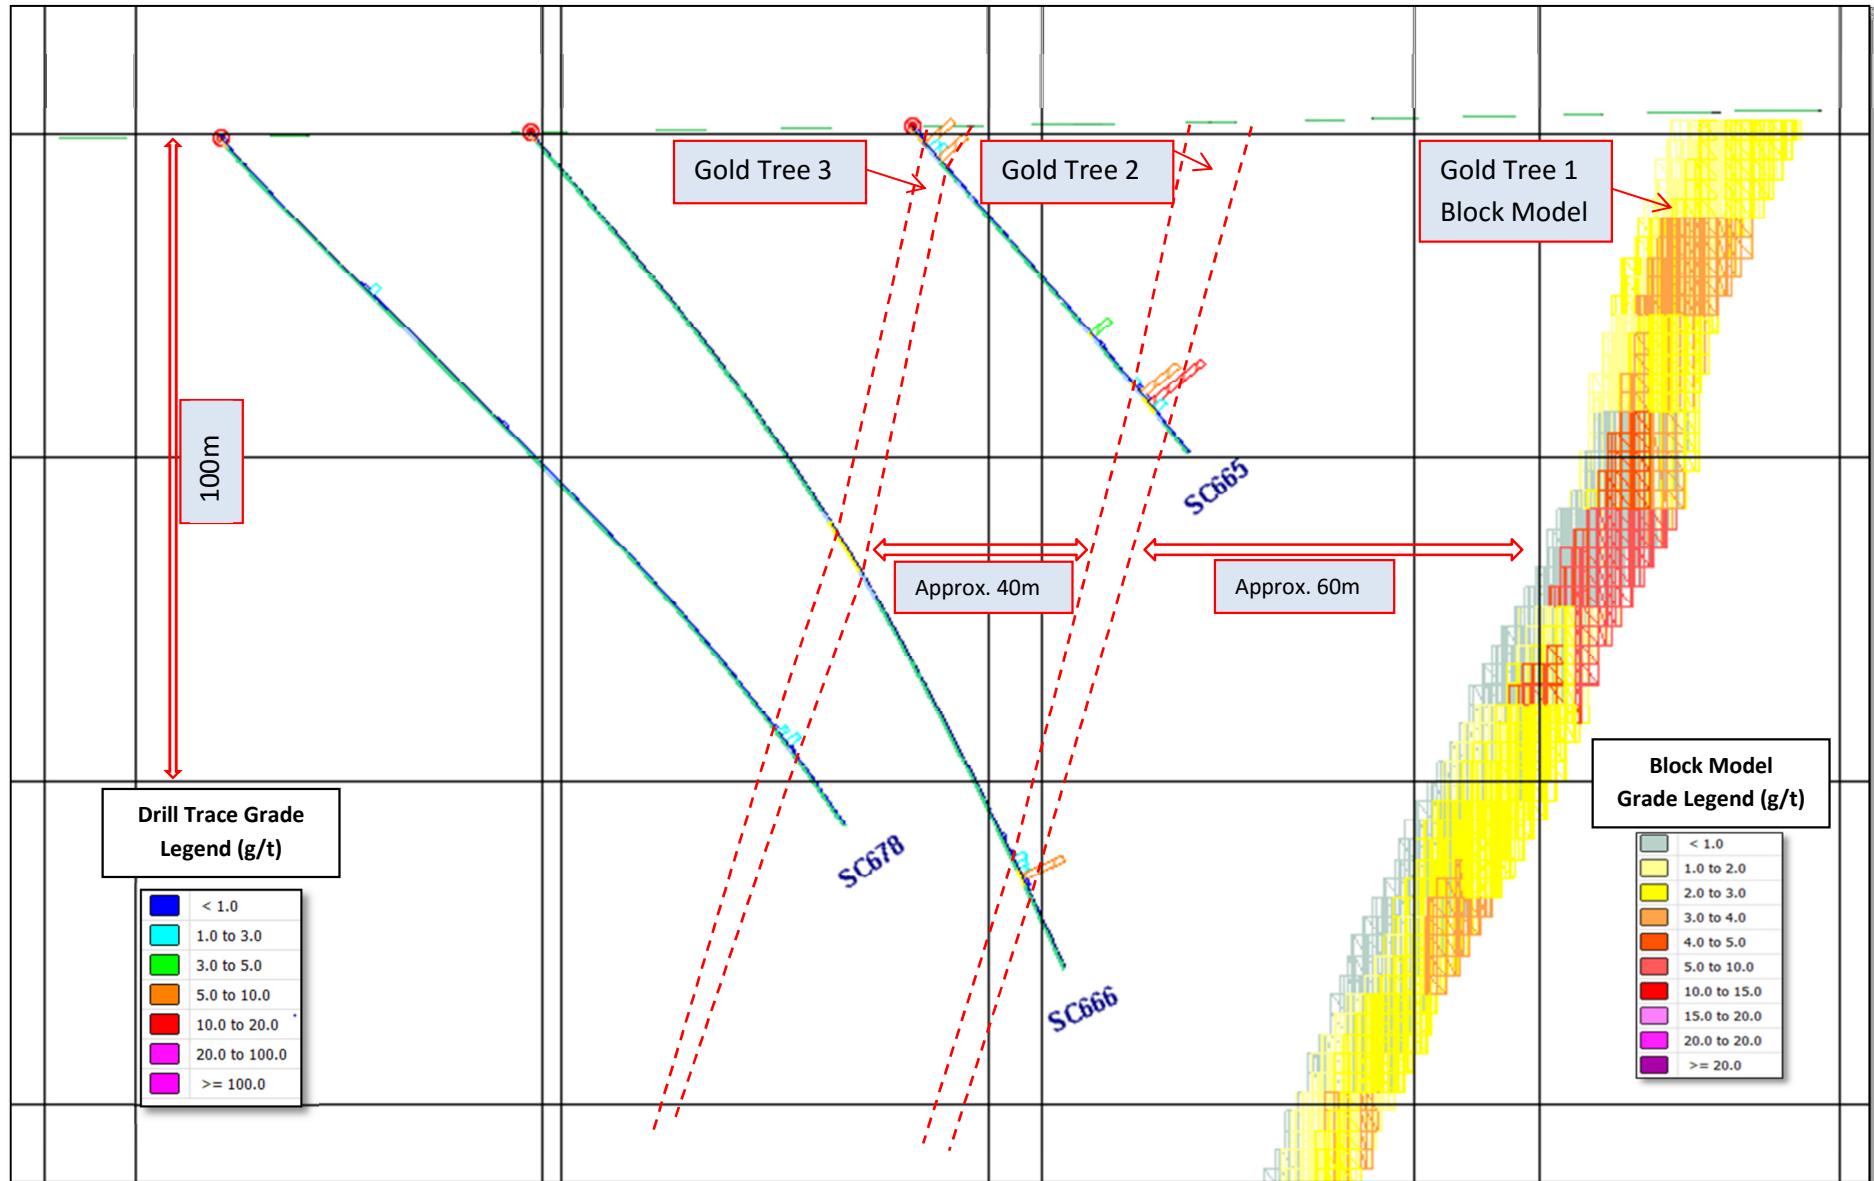 Gold Tree 3
Gold Tree 2
Gold Tree 1
Block Model
100m
SC665
Approx. 40m
Approx. 60m
SC678
SC666
Drill Trace Grade
Legend (g/t)
< 1.0
1.0 to 3.0
3.0 to 5.0
5.0 to 10.0
10.0 to 20.0
20.0 to 100.0
>= 100.0
Block Model
Grade Legend (g/t)
< 1.0
1.0 to 2.0
2.0 to 3.0
3.0 to 4.0
4.0 to 5.0
5.0 to 10.0
10.0 to 15.0
15.0 to 20.0
20.0 to 20.0
>= 20.0